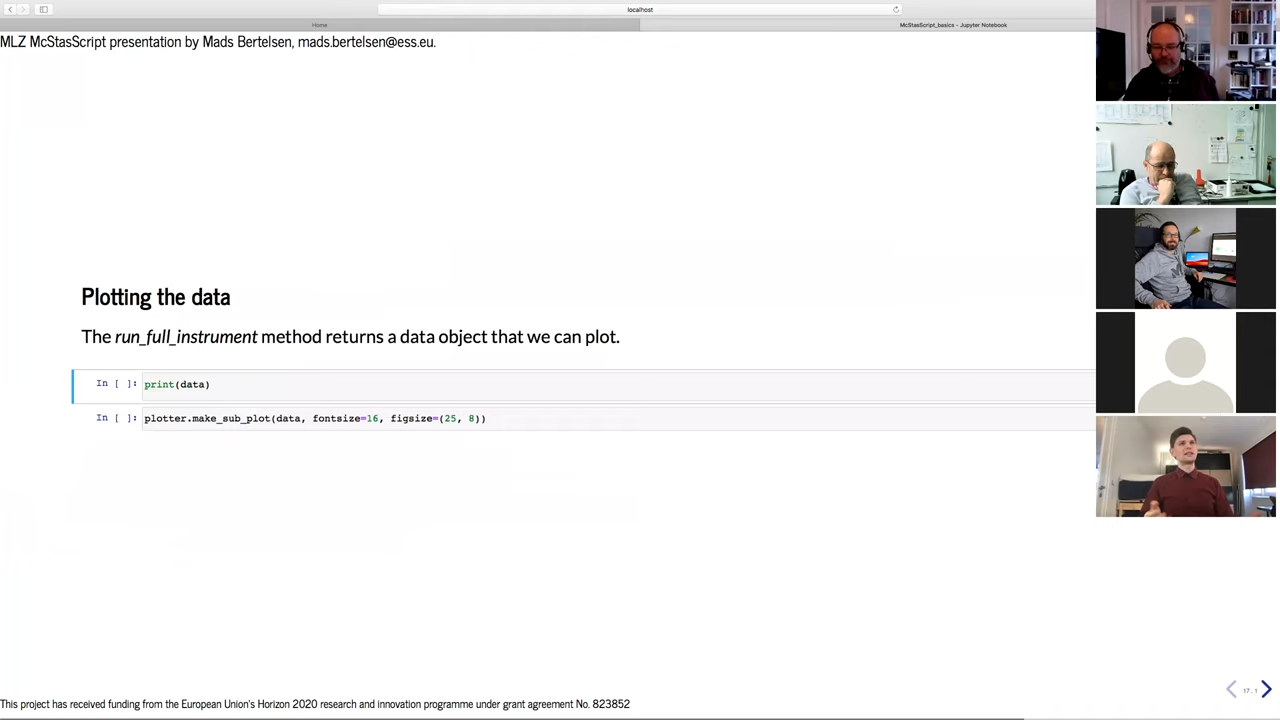 localhost
Home
McStasScript_basics - Jupyter Notebook
MLZ McStasScript presentation by Mads Bertelsen, mads.bertelsen@ess.eu.
Plotting the data
The run_full_instrument method returns a data object that we can plot.
In [ ]: print(data)
In [ ]: plotter.make_sub_plot(data, fontsize=16, figsize=(25, 8))
17.1
This project has received funding from the European Union's Horizon 2020 research and innovation programme under grant agreement No. 823852